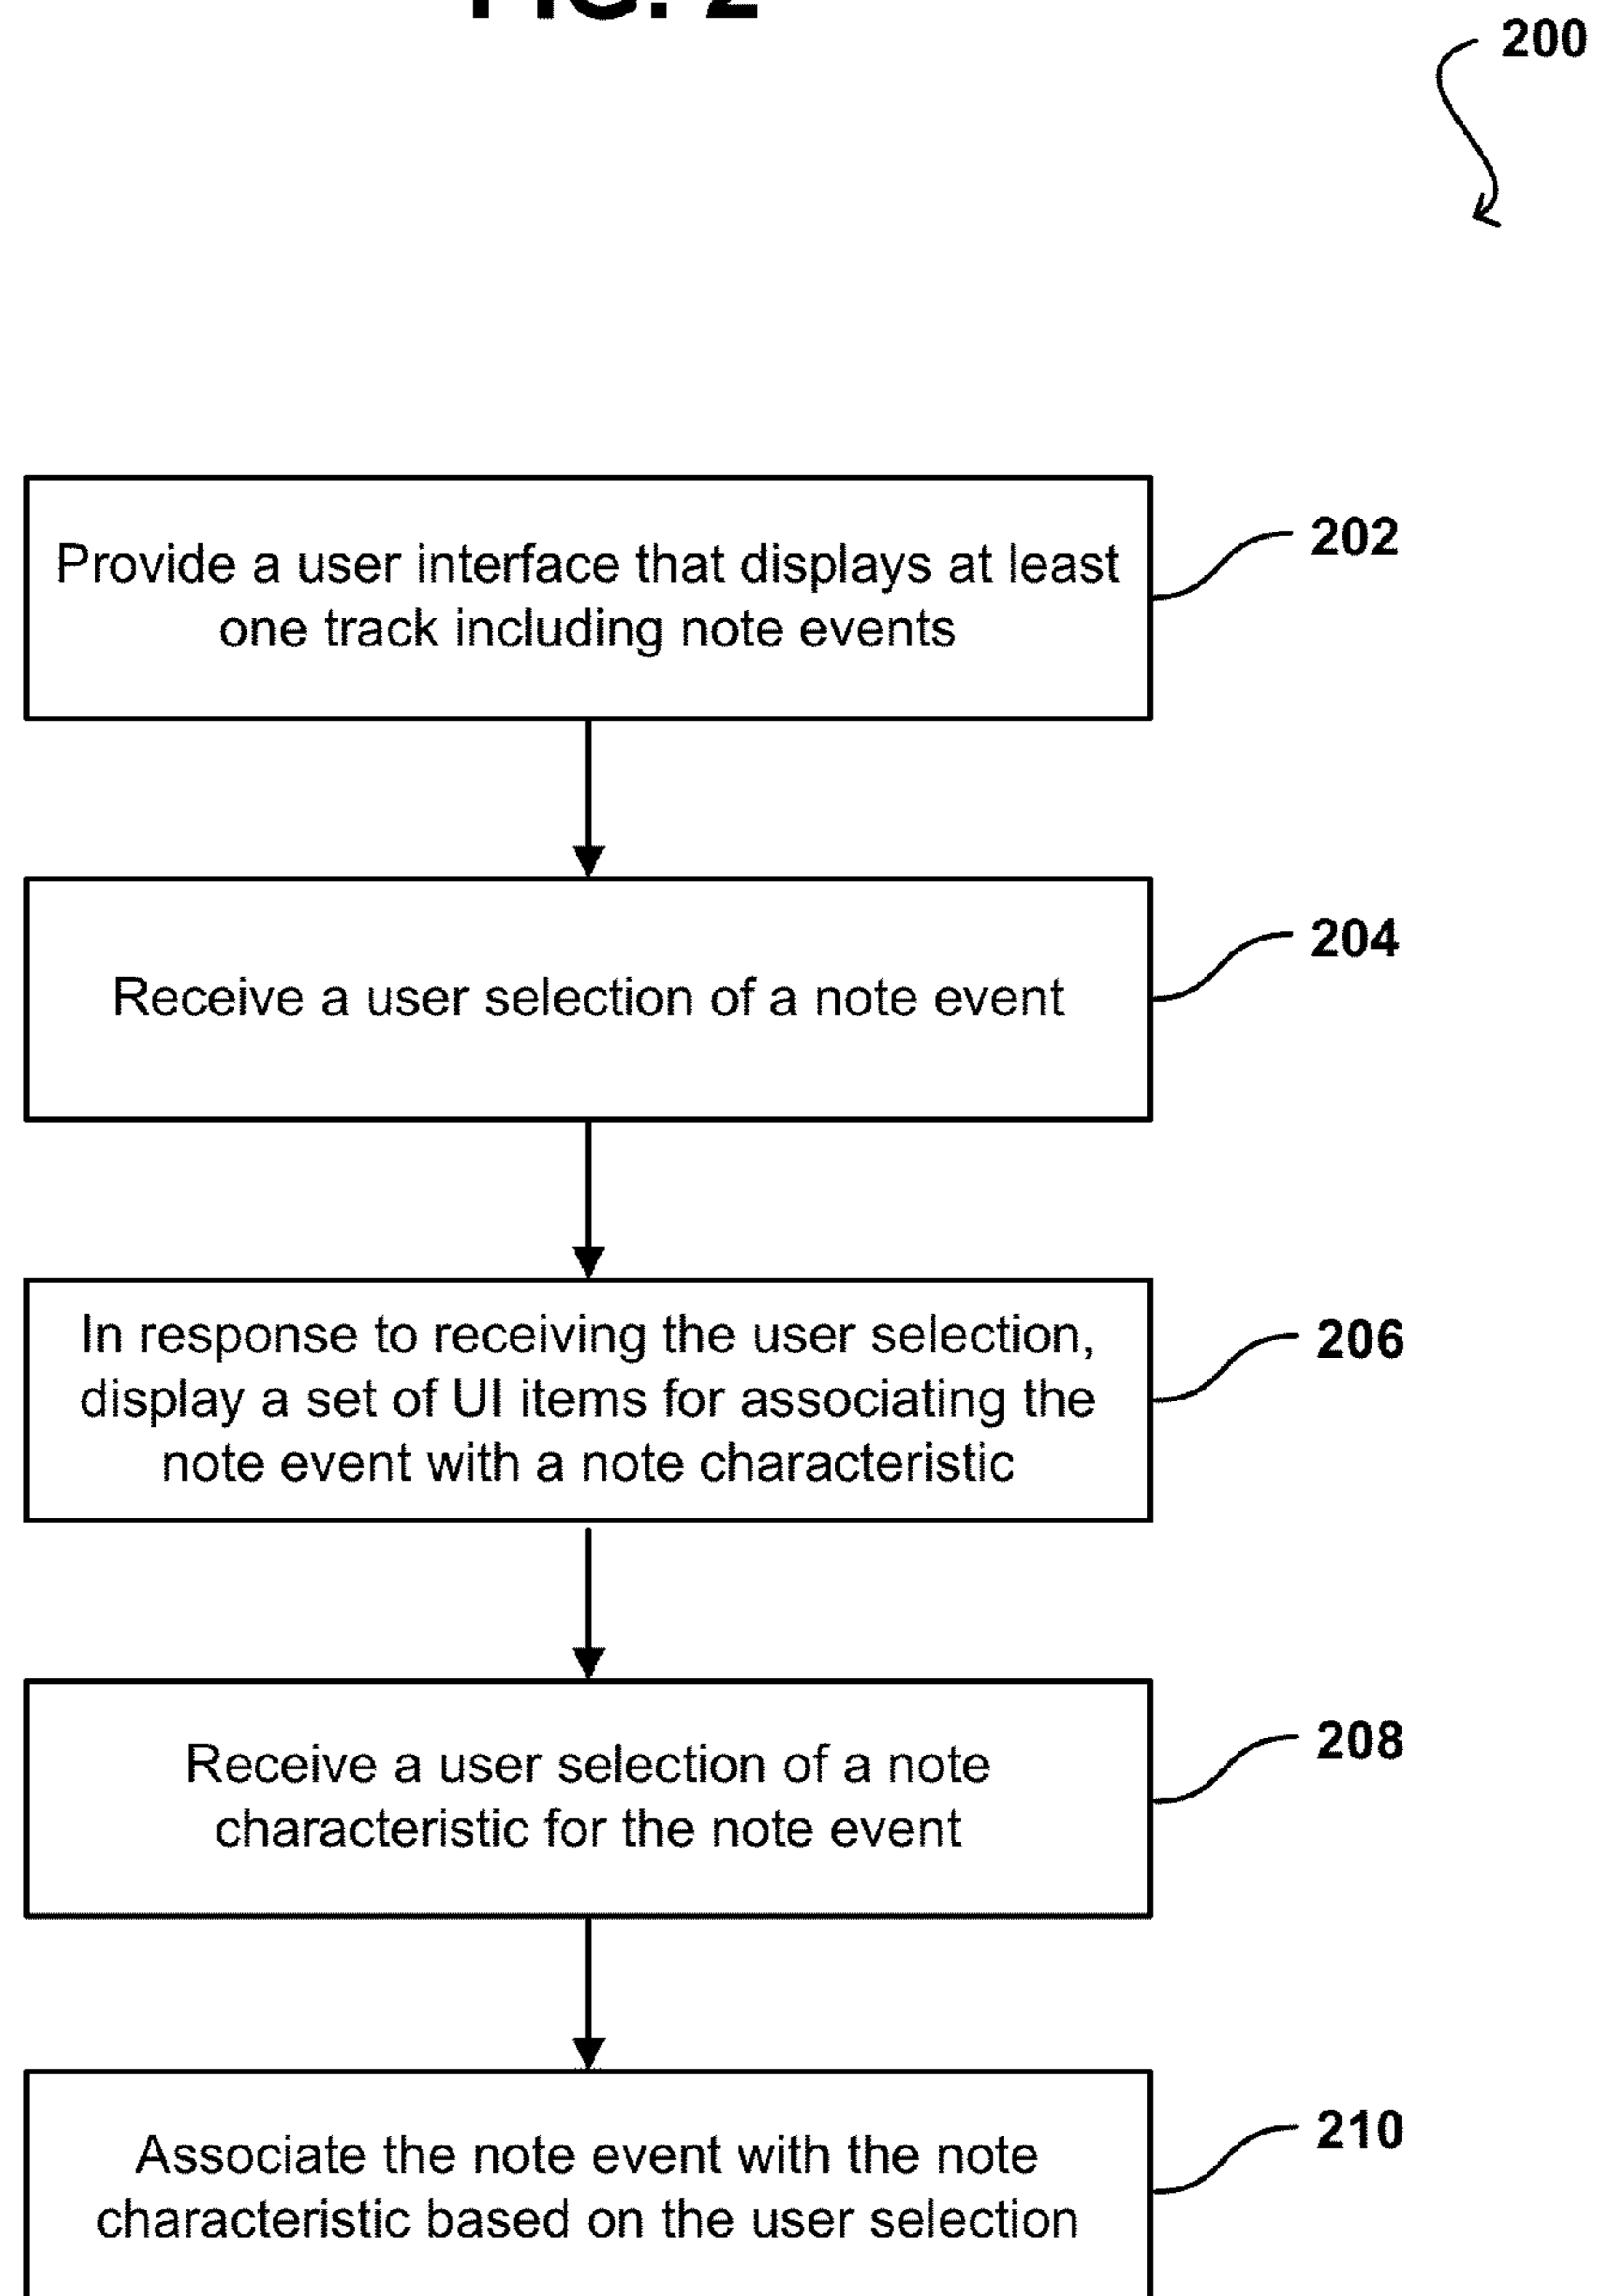 FIG. 2
200
Provide a user interface that displays at least
one track including note events
202
Receive a user selection of a note event
204
In response to receiving the user selection,
display a set of UI items for associating the
note event with a note characteristic
206
Receive a user selection of a note
characteristic for the note event
208
Associate the note event with the note
characteristic based on the user selection
210